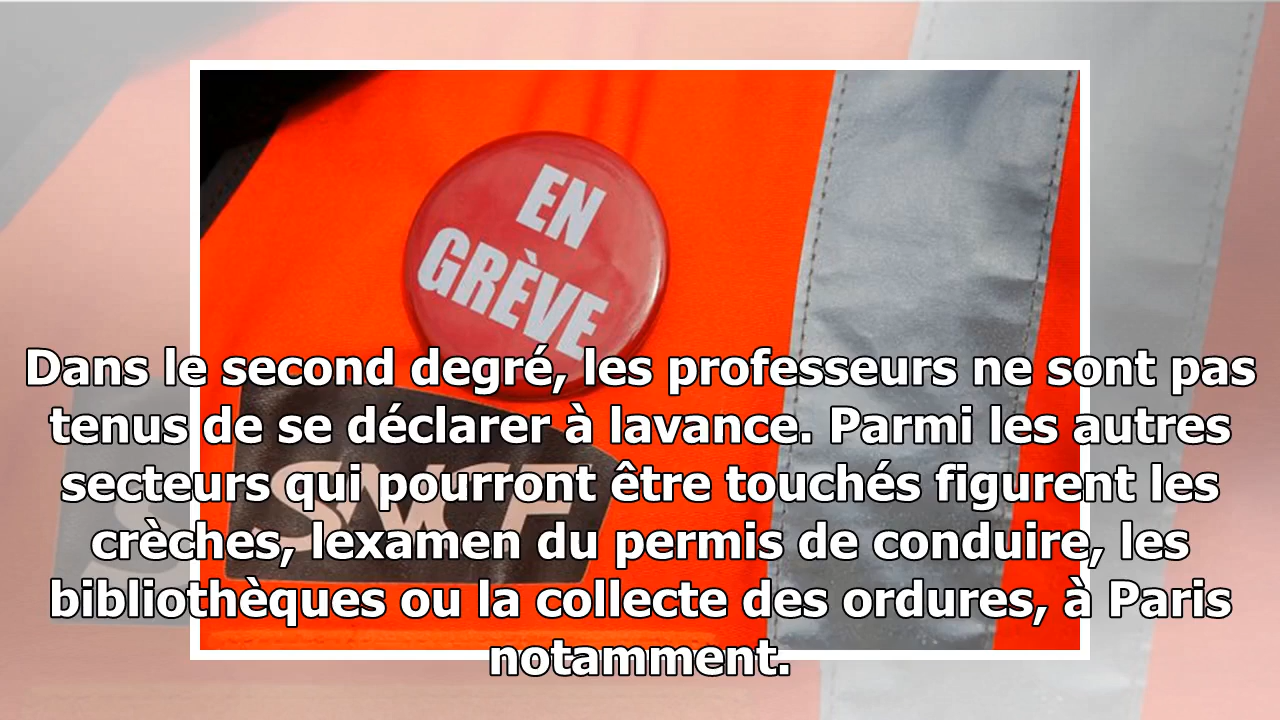 EN
GRÈVE
SNCF
Dans le second degré, les professeurs ne sont pas
tenus de se déclarer à lavance. Parmi les autres
secteurs qui pourront être touchés figurent les
crèches, lexamen du permis de conduire, les
bibliothèques ou la collecte des ordures, à Paris
notamment.